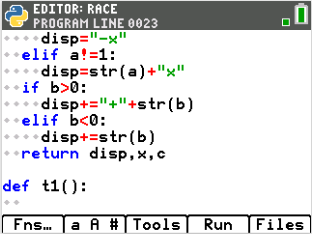 EDITOR: RACE
PROGRAM LINE 0023
disp="-x"
elif a!=1:
disp=str(a)+"x"
if b>0:
disp+="+"+str(b)
elif b<0:
disp+=str(b)
return disp,x,c
def t1():
Fns… a A # Tools Run Files